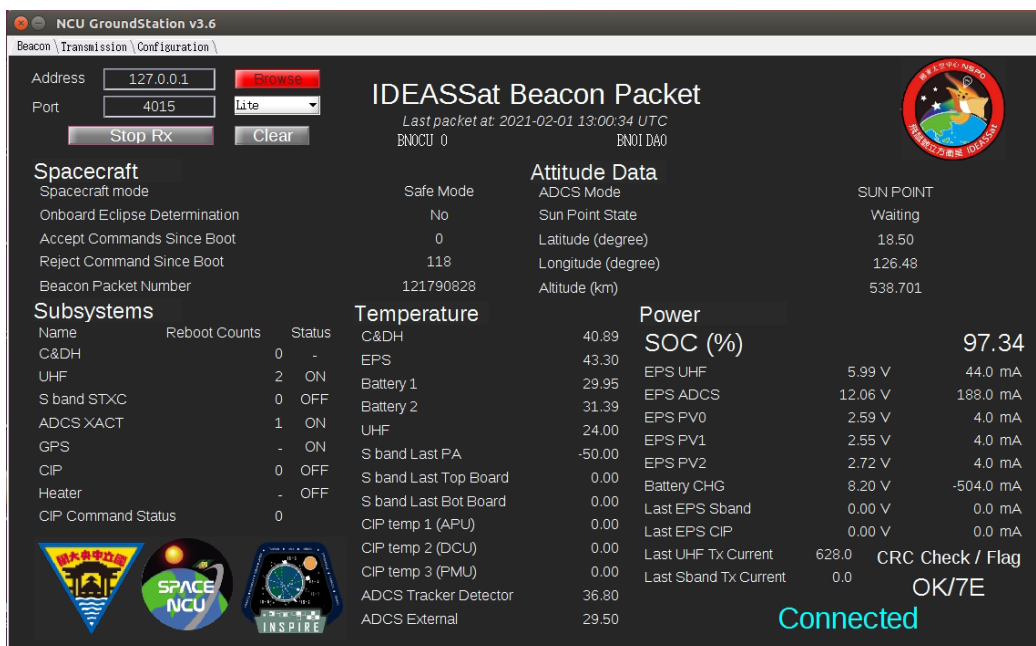 NCU GroundStation v3.6
Beacon Transmission Configuration
Address 127.0.0.1 Browse
Port 4015 Lite
Stop Rx Clear
IDEASSat Beacon Packet
Last packet at: 2021-02-01 13:00:34 UTC
BN0CU 0 BN0IDA0
NSPO
IDEASSat
Spacecraft
Spacecraft mode Safe Mode
Onboard Eclipse Determination No
Accept Commands Since Boot 0
Reject Command Since Boot 118
Beacon Packet Number 121790828
Attitude Data
ADCS Mode SUN POINT
Sun Point State Waiting
Latitude (degree) 18.50
Longitude (degree) 126.48
Altitude (km) 538.701
Subsystems
Name Reboot Counts Status
C&DH 0 -
UHF 2 ON
S band STXC 0 OFF
ADCS XACT 1 ON
GPS - ON
CIP 0 OFF
Heater - OFF
CIP Command Status 0
Temperature
C&DH 40.89
EPS 43.30
Battery 1 29.95
Battery 2 31.39
UHF 24.00
S band Last PA -50.00
S band Last Top Board 0.00
S band Last Bot Board 0.00
CIP temp 1 (APU) 0.00
CIP temp 2 (DCU) 0.00
CIP temp 3 (PMU) 0.00
ADCS Tracker Detector 36.80
ADCS External 29.50
Power
SOC (%) 97.34
EPS UHF 5.99 V 44.0 mA
EPS ADCS 12.06 V 188.0 mA
EPS PV0 2.59 V 4.0 mA
EPS PV1 2.55 V 4.0 mA
EPS PV2 2.72 V 4.0 mA
Battery CHG 8.20 V -504.0 mA
Last EPS Sband 0.00 V 0.0 mA
Last EPS CIP 0.00 V 0.0 mA
Last UHF Tx Current 628.0
Last Sband Tx Current 0.0
CRC Check / Flag
OK/7E
Connected
學大央中立國
SPACE
NCU
INSPIRE